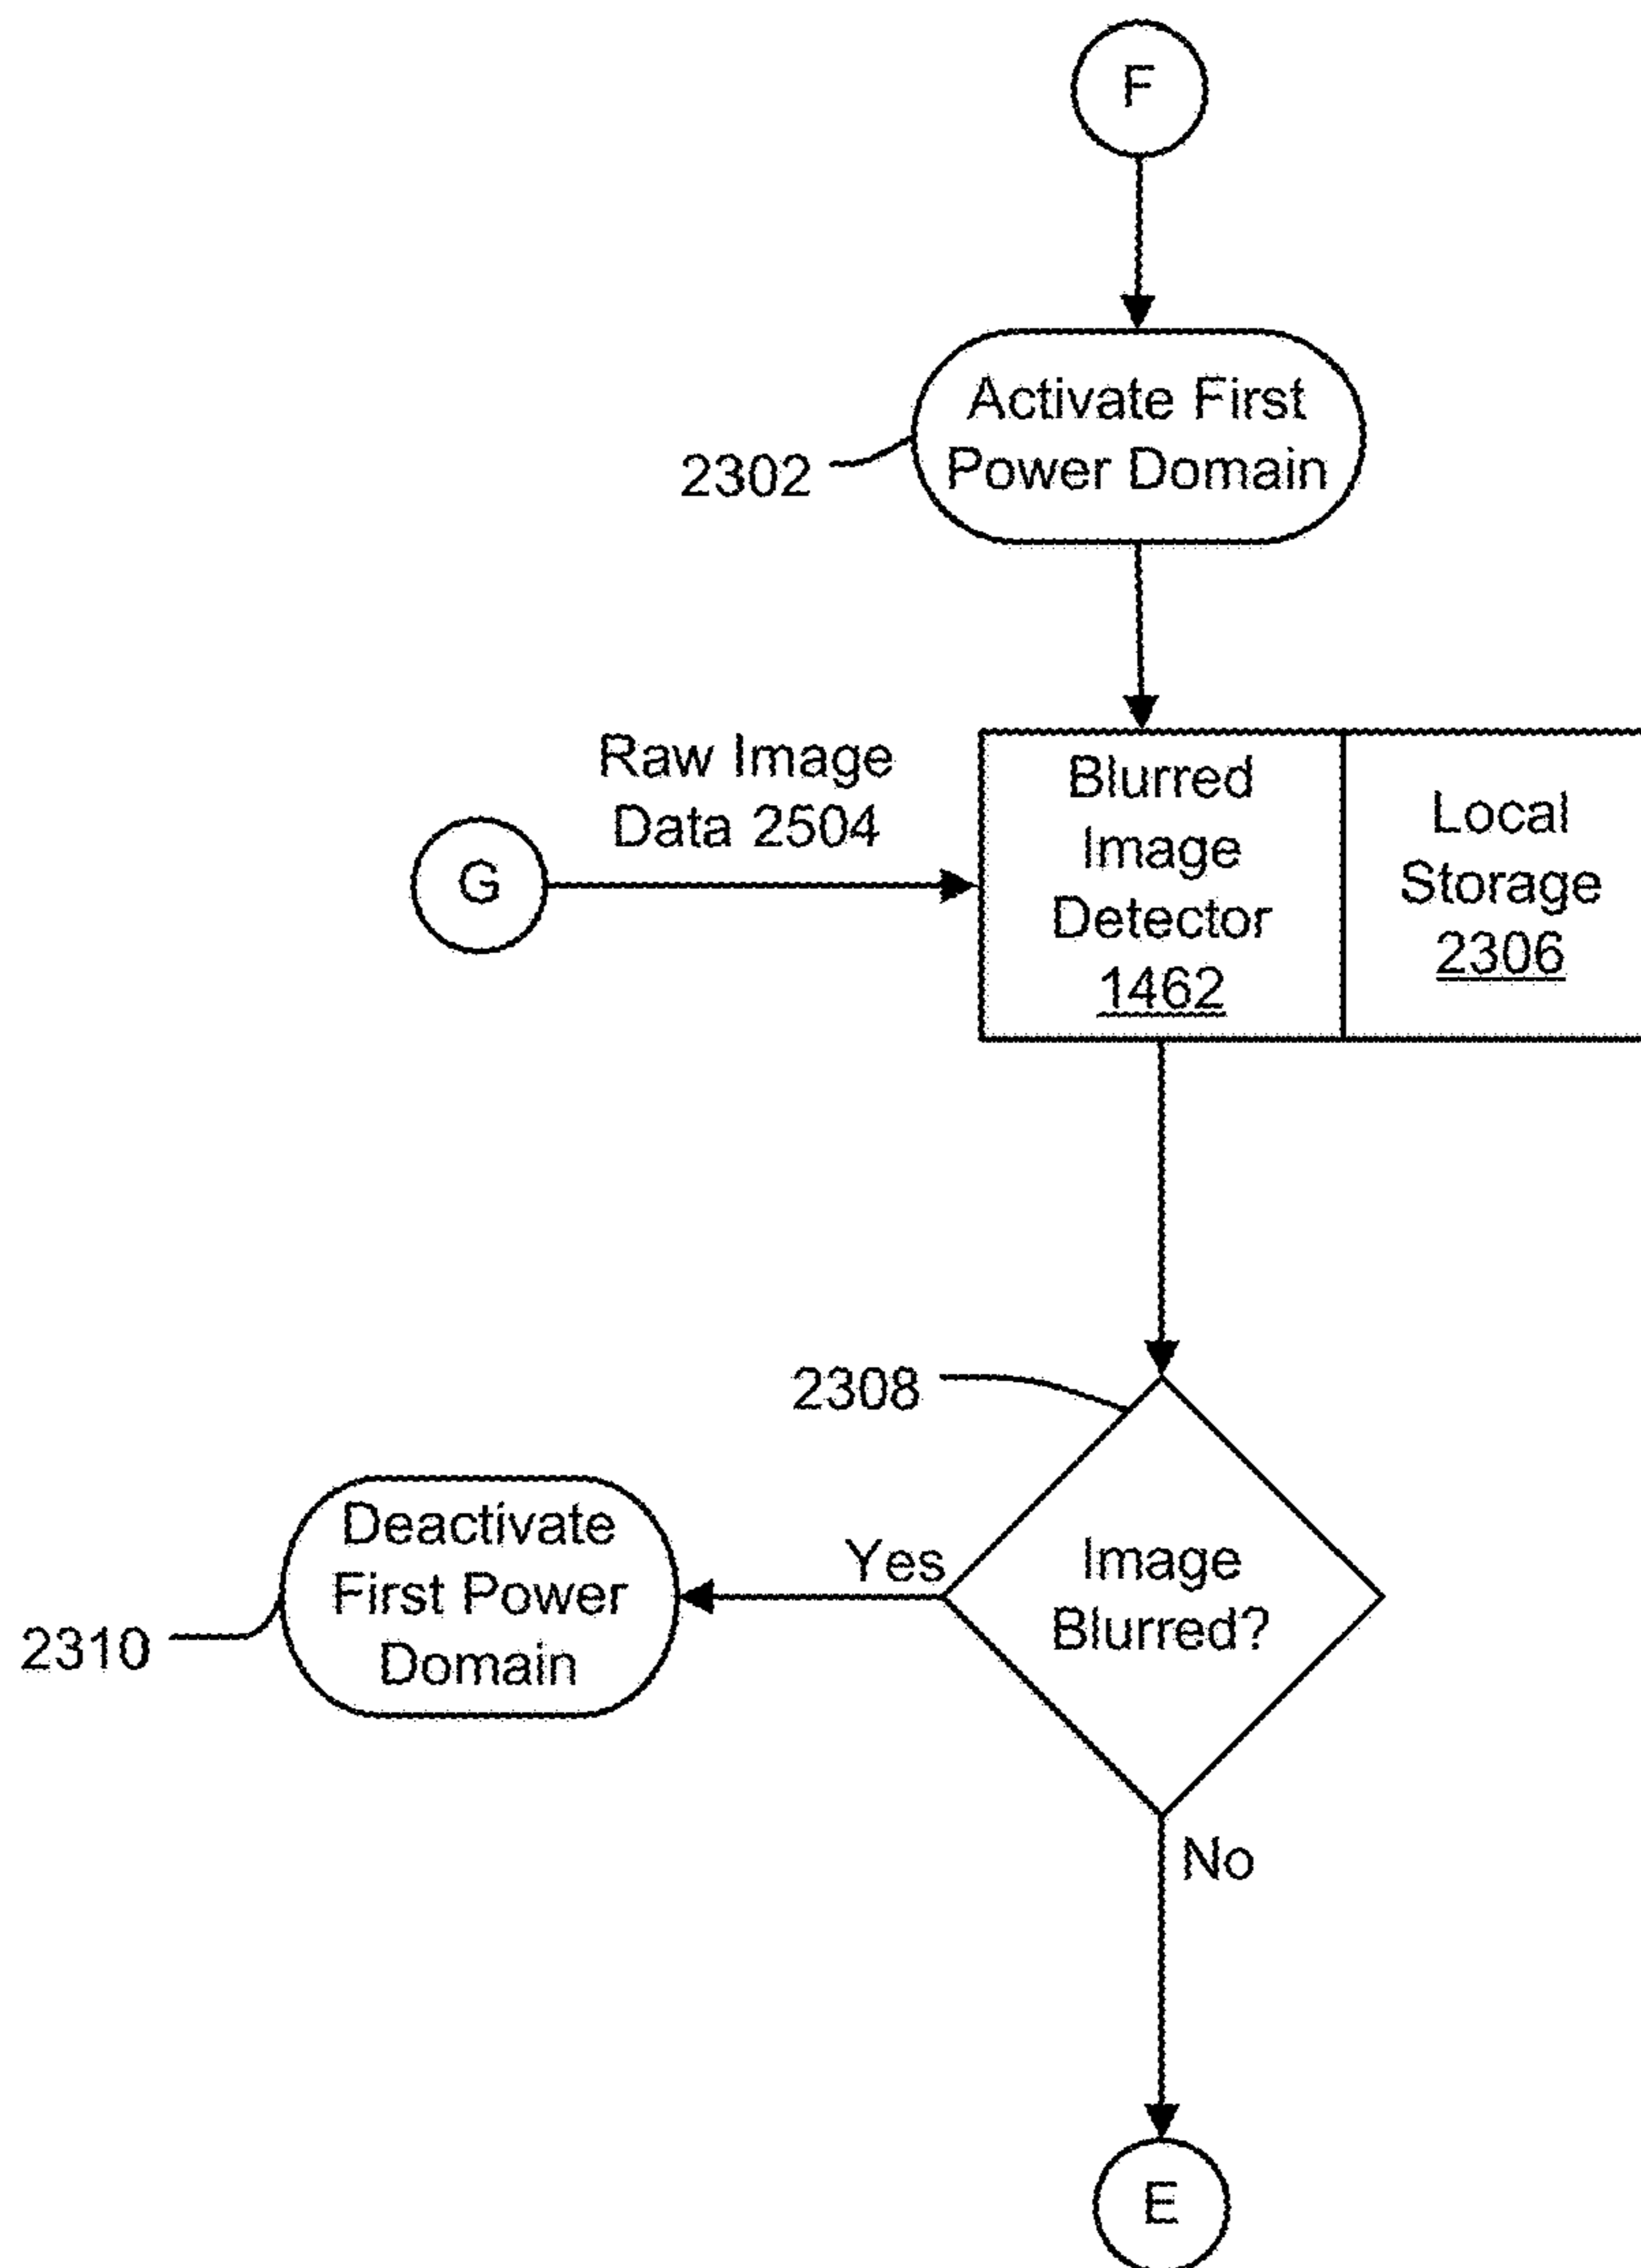 F
Activate First
Power Domain
2302
Raw Image
Data 2504
G
Blurred
Image
Detector
1462
Local
Storage
2306
2308
Image
Blurred?
Yes
Deactivate
First Power
Domain
2310
No
E